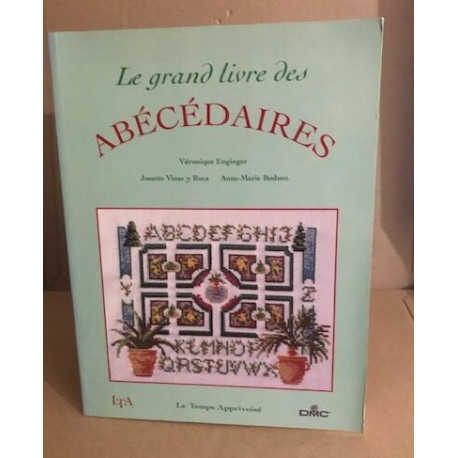 Le grand livre des
ABÉCÉDAIRES
Véronique Enginger
Josette Vinas y Roca Anne-Marie Bodson
ABCDEFGHIJ
Y Z
KLMNOP
QRSTUVWX
LTA
Le Temps Apprivoisé
DMC